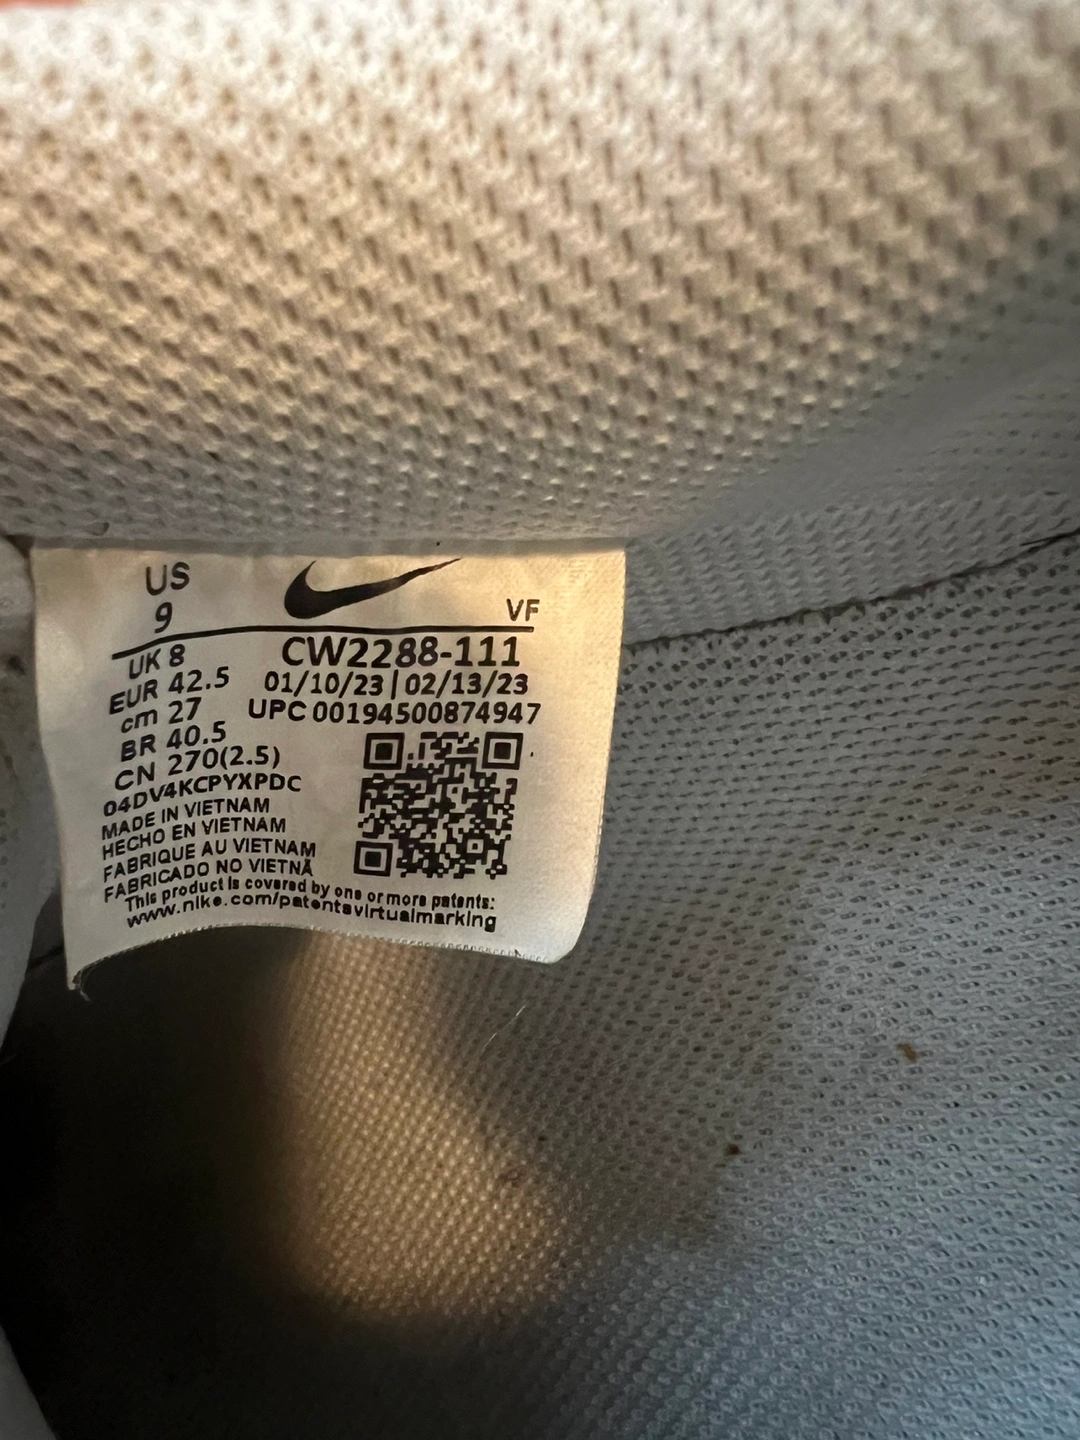 US
9
VF
UK 8
EUR 42.5
cm 27
BR 40.5
CN 270(2.5)
CW2288-111
01/10/23 | 02/13/23
UPC 00194500874947
04DV4KCPYXPDC
MADE IN VIETNAM
HECHO EN VIETNAM
FABRIQUE AU VIETNAM
FABRICADO NO VIETNÃ
This product is covered by one or more patents:
www.nike.com/patentsvirtualmarking